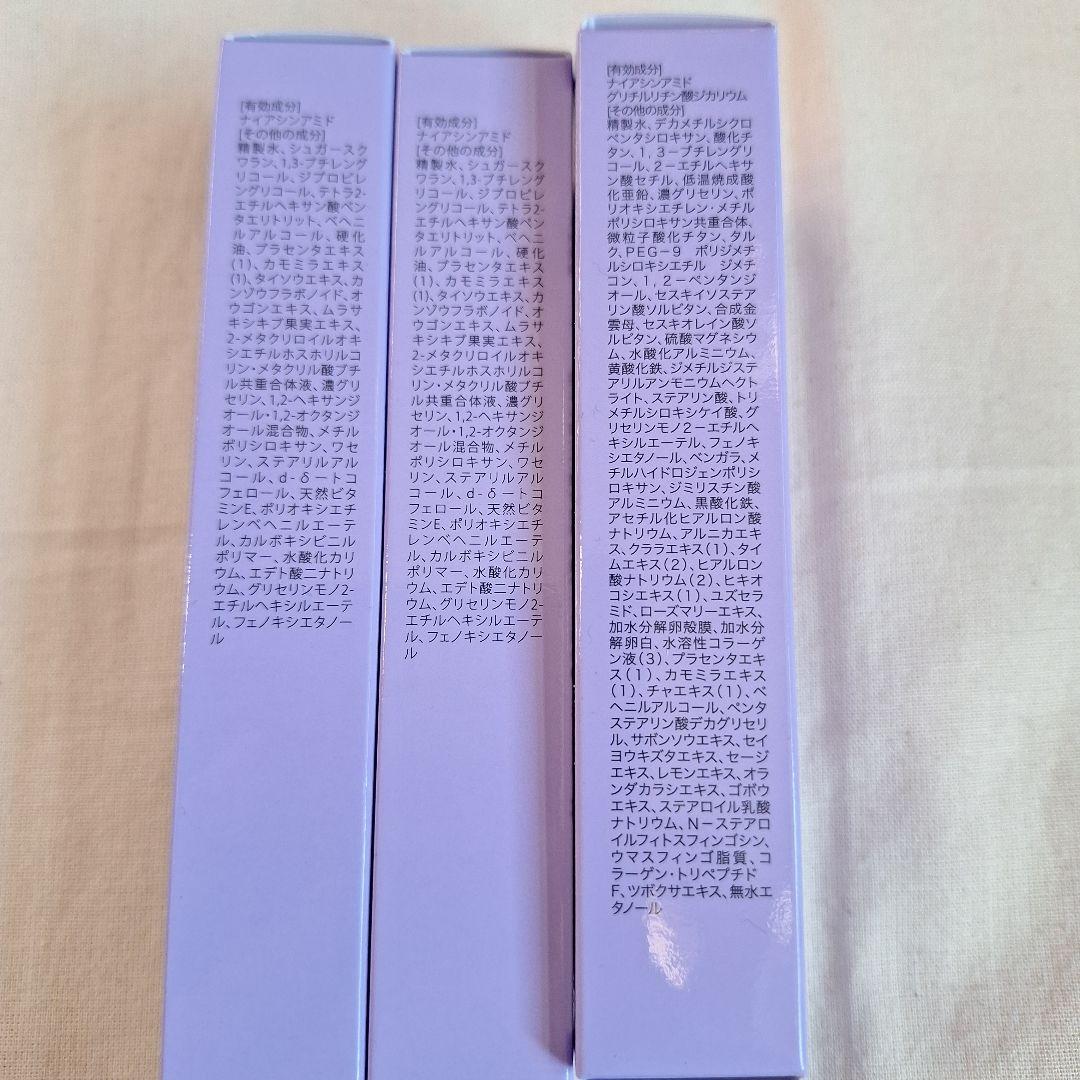 [有効成分]
ナイアシンアミド
[その他の成分]
精製水、シュガースク
ワラン、1,3-ブチレング
リコール、ジプロピレ
ングリコール、テトラ2-
エチルヘキサン酸ペン
タエリトリット、ベヘニ
ルアルコール、硬化
油、プラセンタエキス
(1)、カモミラエキス
(1)、タイソウエキス、カ
ンゾウフラボノイド、オ
ウゴンエキス、ムラサ
キシキブ果実エキス、
2-メタクリロイルオキ
シエチルホスホリルコ
リン・メタクリル酸ブチ
ル共重合体液、濃グリ
セリン、1,2-ヘキサンジ
オール・1,2-オクタンジ
オール混合物、メチル
ポリシロキサン、ワセ
リン、ステアリルアル
コール、d-δ-トコ
フェロール、天然ビタ
ミンE、ポリオキシエチ
レンベヘニルエーテ
ル、カルボキシビニル
ポリマー、水酸化カリ
ウム、エデト酸二ナトリ
ウム、グリセリンモノ2-
エチルヘキシルエーテ
ル、フェノキシエタノー
ル
[有効成分]
ナイアシンアミド
[その他の成分]
精製水、シュガースク
ワラン、1,3-ブチレング
リコール、ジプロピレ
ングリコール、テトラ2-
エチルヘキサン酸ペン
タエリトリット、ベヘニ
ルアルコール、硬化
油、プラセンタエキス
(1)、カモミラエキス
(1)、タイソウエキス、カ
ンゾウフラボノイド、オ
ウゴンエキス、ムラサ
キシキブ果実エキス、
2-メタクリロイルオキ
シエチルホスホリルコ
リン・メタクリル酸ブチ
ル共重合体液、濃グリ
セリン、1,2-ヘキサンジ
オール・1,2-オクタンジ
オール混合物、メチル
ポリシロキサン、ワセ
リン、ステアリルアル
コール、d-δ-トコ
フェロール、天然ビタ
ミンE、ポリオキシエチ
レンベヘニルエーテ
ル、カルボキシビニル
ポリマー、水酸化カリ
ウム、エデト酸二ナトリ
ウム、グリセリンモノ2-
エチルヘキシルエーテ
ル、フェノキシエタノー
ル
[有効成分]
ナイアシンアミド
グリチルリチン酸ジカリウム
[その他の成分]
精製水、デカメチルシクロ
ペンタシロキサン、酸化チ
タン、1,3-ブチレングリ
コール、2-エチルヘキサ
ン酸セチル、低温焼成酸
化亜鉛、濃グリセリン、ポ
リオキシエチレン・メチル
ポリシロキサン共重合体、
微粒子酸化チタン、タル
ク、PEG-9 ポリジメチ
ルシロキシエチル ジメチ
コン、1,2-ペンタンジ
オール、セスキイソステア
リン酸ソルビタン、合成金
雲母、セスキオレイン酸ソ
ルビタン、硫酸マグネシウ
ム、水酸化アルミニウム、
黄酸化鉄、ジメチルジステ
アリルアンモニウムヘクト
ライト、ステアリン酸、トリ
メチルシロキシケイ酸、グ
リセリンモノ2-エチルヘ
キシルエーテル、フェノキ
シエタノール、ベンガラ、メ
チルハイドロジェンポリシ
ロキサン、ジミリスチン酸
アルミニウム、黒酸化鉄、
アセチル化ヒアルロン酸
ナトリウム、アルニカエキ
ス、クララエキス(1)、タイ
ムエキス(2)、ヒアルロン
酸ナトリウム(2)、ヒキオ
コシエキス(1)、ユズセラ
ミド、ローズマリーエキス、
加水分解卵殻膜、加水分
解卵白、水溶性コラーゲ
ン液(3)、プラセンタエキ
ス(1)、カモミラエキス
(1)、チャエキス(1)、ベ
ヘニルアルコール、ペンタ
ステアリン酸デカグリセリ
ル、サボンソウエキス、セイ
ヨウキズタエキス、セージ
エキス、レモンエキス、オラ
ンダカラシエキス、ゴボウ
エキス、ステアロイル乳酸
ナトリウム、N-ステアロ
イルフィトスフィンゴシン、
ウマスフィンゴ脂質、コ
ラーゲン・トリペプチド
F、ツボクサエキス、無水エ
タノール